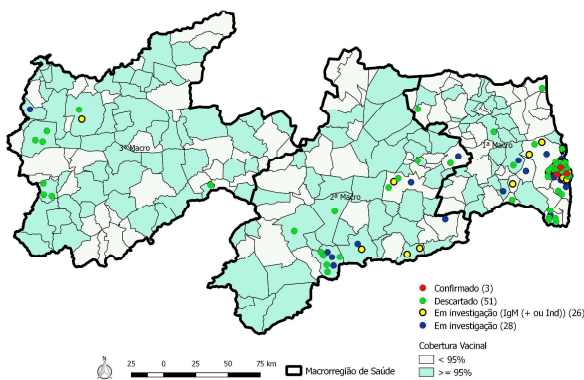 3ª Macro
1ª Macro
2ª Macro
Confirmado (3)
Descartado (51)
Em investigação (IgM (+ ou Ind)) (26)
Em investigação (28)
Cobertura Vacinal
< 95%
>= 95%
25 0 25 50 75 km
Macrorregião de Saúde